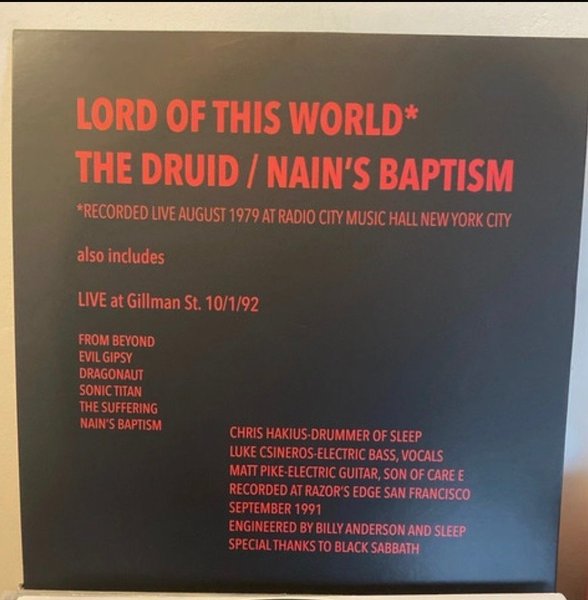 LORD OF THIS WORLD*
THE DRUID / NAIN'S BAPTISM
*RECORDED LIVE AUGUST 1979 AT RADIO CITY MUSIC HALL NEW YORK CITY
also includes
LIVE at Gillman St. 10/1/92
FROM BEYOND
EVIL GIPSY
DRAGONAUT
SONIC TITAN
THE SUFFERING
NAIN'S BAPTISM
CHRIS HAKIUS-DRUMMER OF SLEEP
LUKE CSINEROS-ELECTRIC BASS, VOCALS
MATT PIKE-ELECTRIC GUITAR, SON OF CARE E
RECORDED AT RAZOR'S EDGE SAN FRANCISCO
SEPTEMBER 1991
ENGINEERED BY BILLY ANDERSON AND SLEEP
SPECIAL THANKS TO BLACK SABBATH